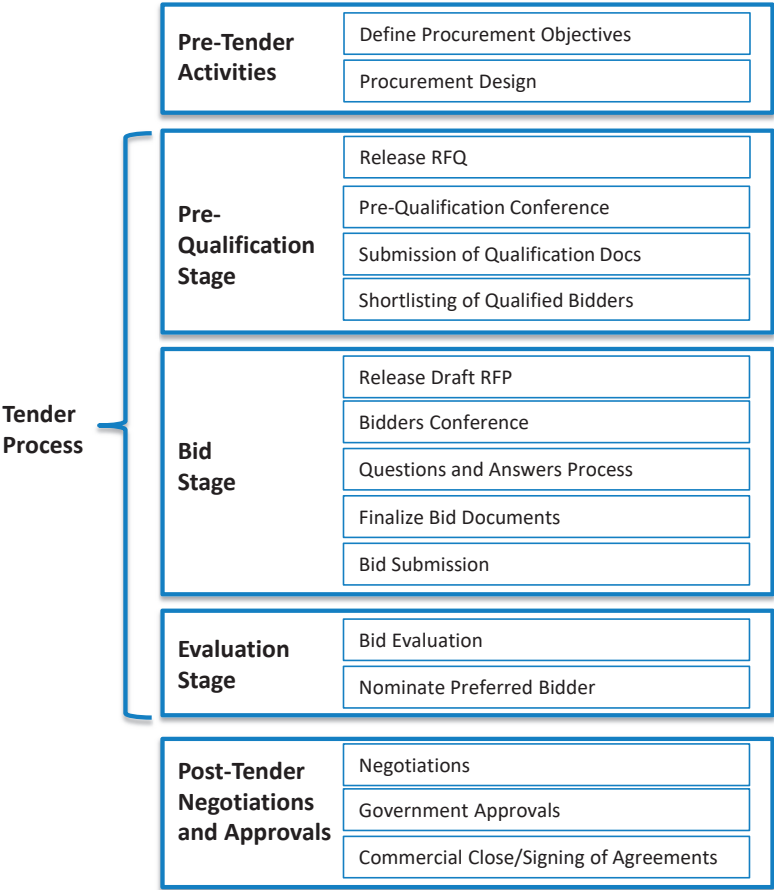 Pre-Tender
Activities
Define Procurement Objectives
Procurement Design
Tender
Process
Pre-
Qualification
Stage
Release RFQ
Pre-Qualification Conference
Submission of Qualification Docs
Shortlisting of Qualified Bidders
Bid
Stage
Release Draft RFP
Bidders Conference
Questions and Answers Process
Finalize Bid Documents
Bid Submission
Evaluation
Stage
Bid Evaluation
Nominate Preferred Bidder
Post-Tender
Negotiations
and Approvals
Negotiations
Government Approvals
Commercial Close/Signing of Agreements